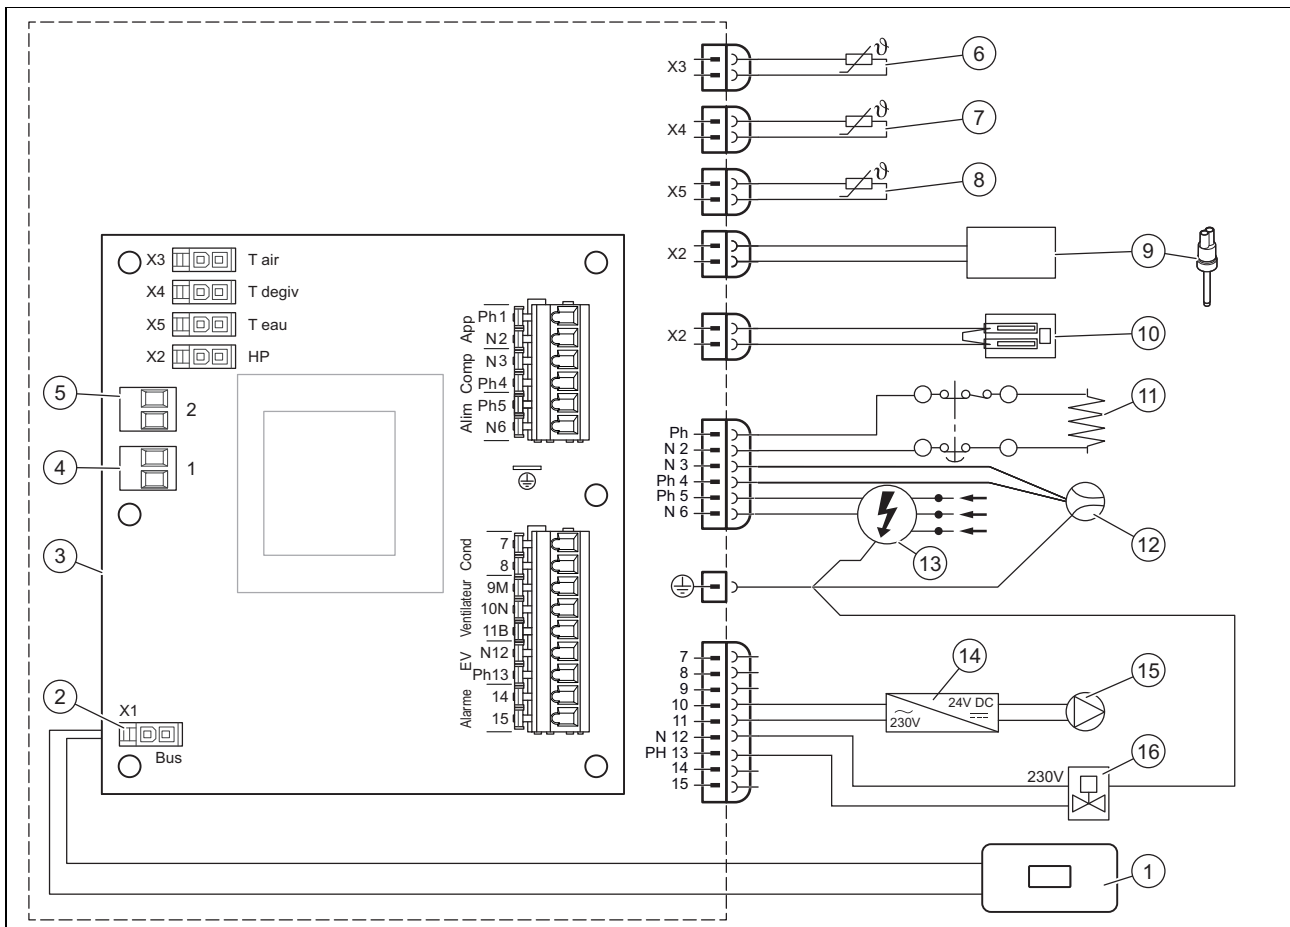 X3
ϑ
6
X4
ϑ
7
X5
ϑ
8
X2
9
X2
10
X3 T air
X4 T degiv
X5 T eau
X2 HP
5
2
4
1
3
2
X1
Bus
App
Ph1
N2
Comp
N3
Ph4
Alim
Ph5
N6
Cond
7
8
Ventilateur
9M
10N
11B
EV
N12
Ph13
Alarme
14
15
Ph
N 2
N 3
Ph 4
Ph 5
N 6
11
12
13
7
8
9
10
11
N 12
PH 13
14
15
14
24V DC
~
230V
15
230V
16
1